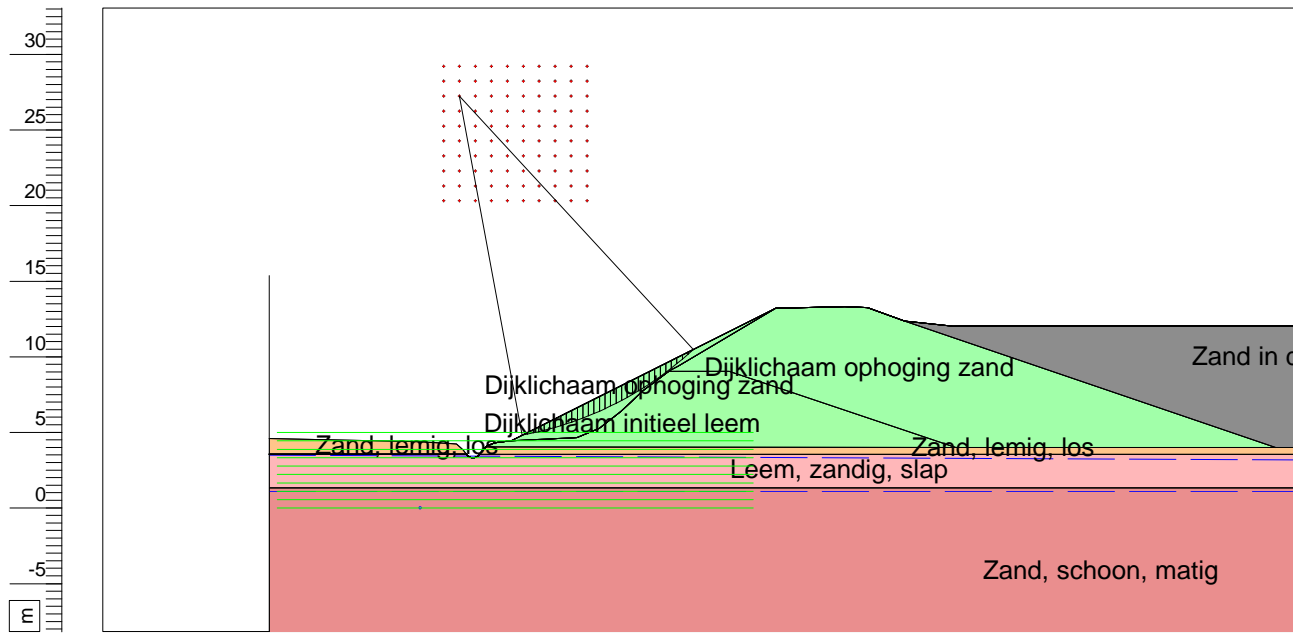 30
25
20
15
10
5
0
-5
m
Zand in
Dijklichaam ophoging zand
Dijklichaam ophoging zand
Dijklichaam initieel leem
Zand, lemig, los
Zand, lemig, los
Leem, zandig, slap
Zand, schoon, matig